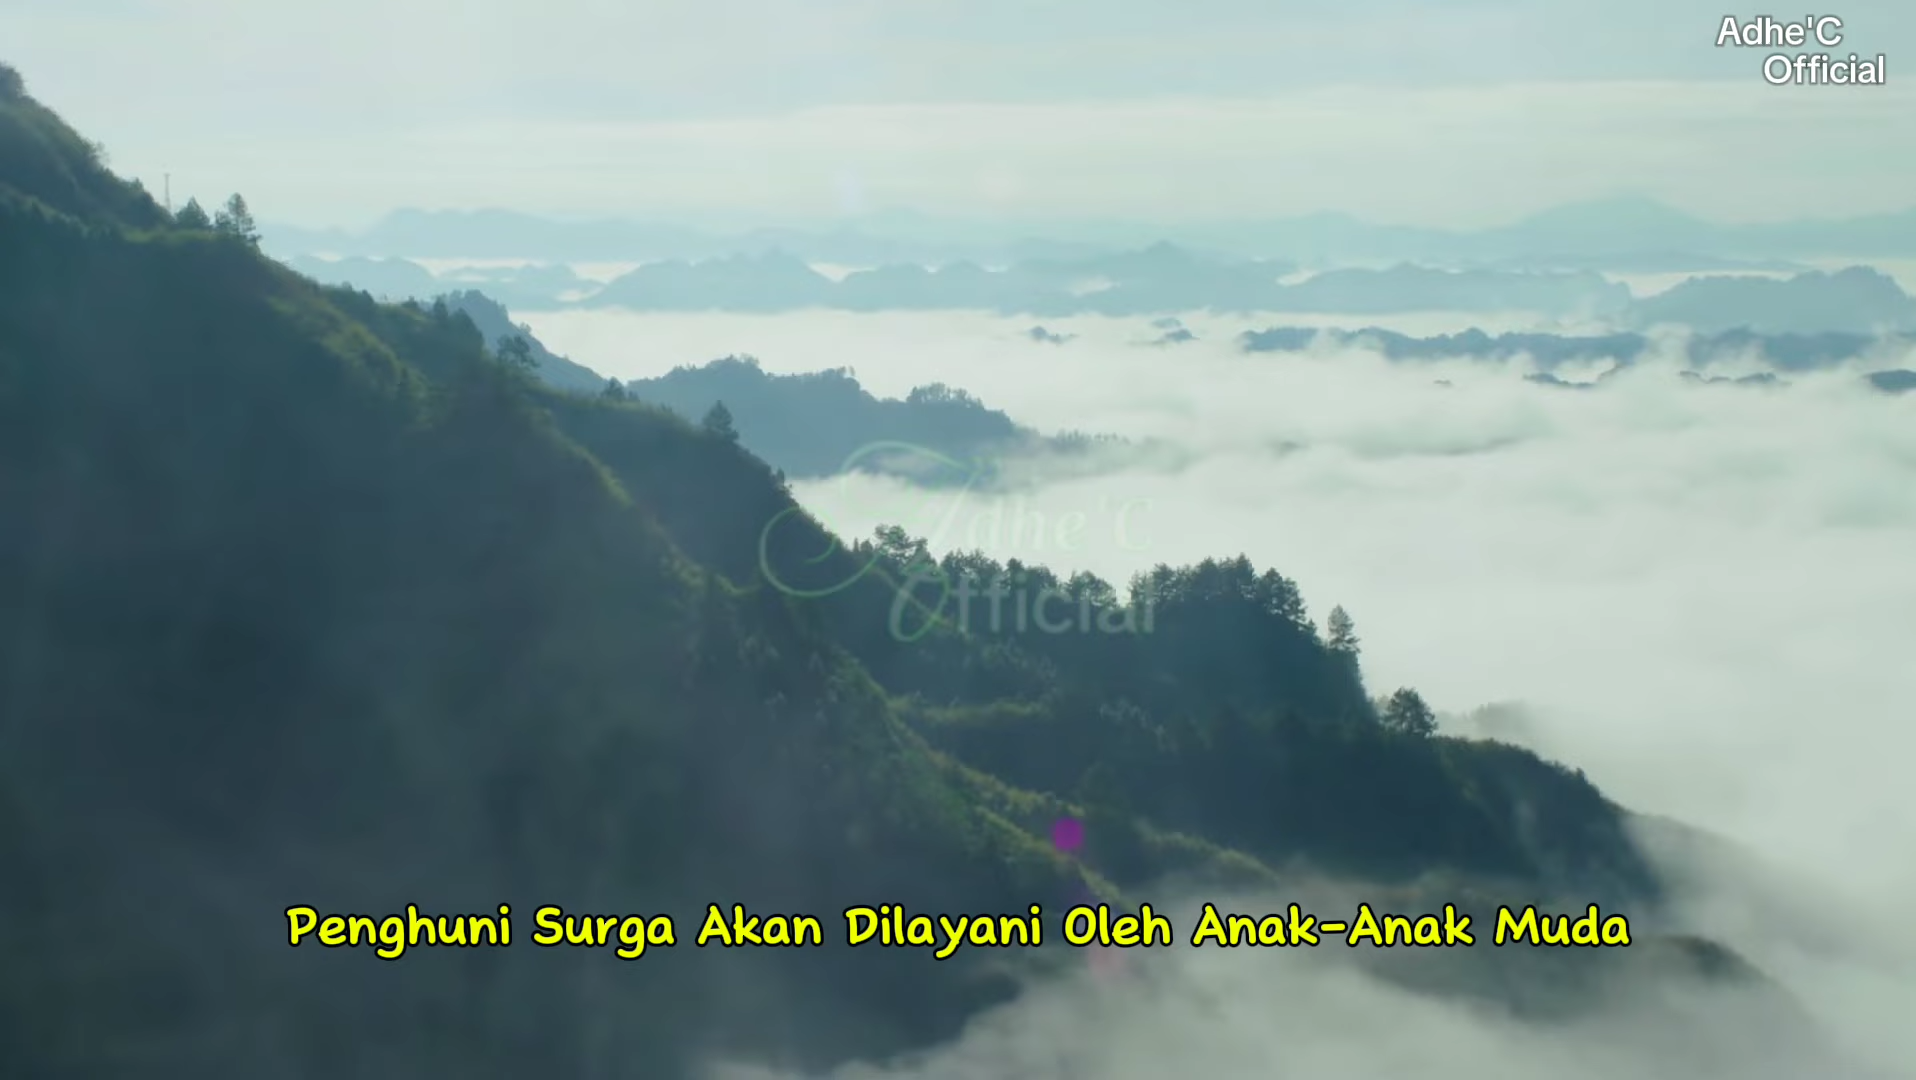 Adhe'C
Official
Adhe'C
Official
Penghuni Surga Akan Dilayani Oleh Anak-Anak Muda